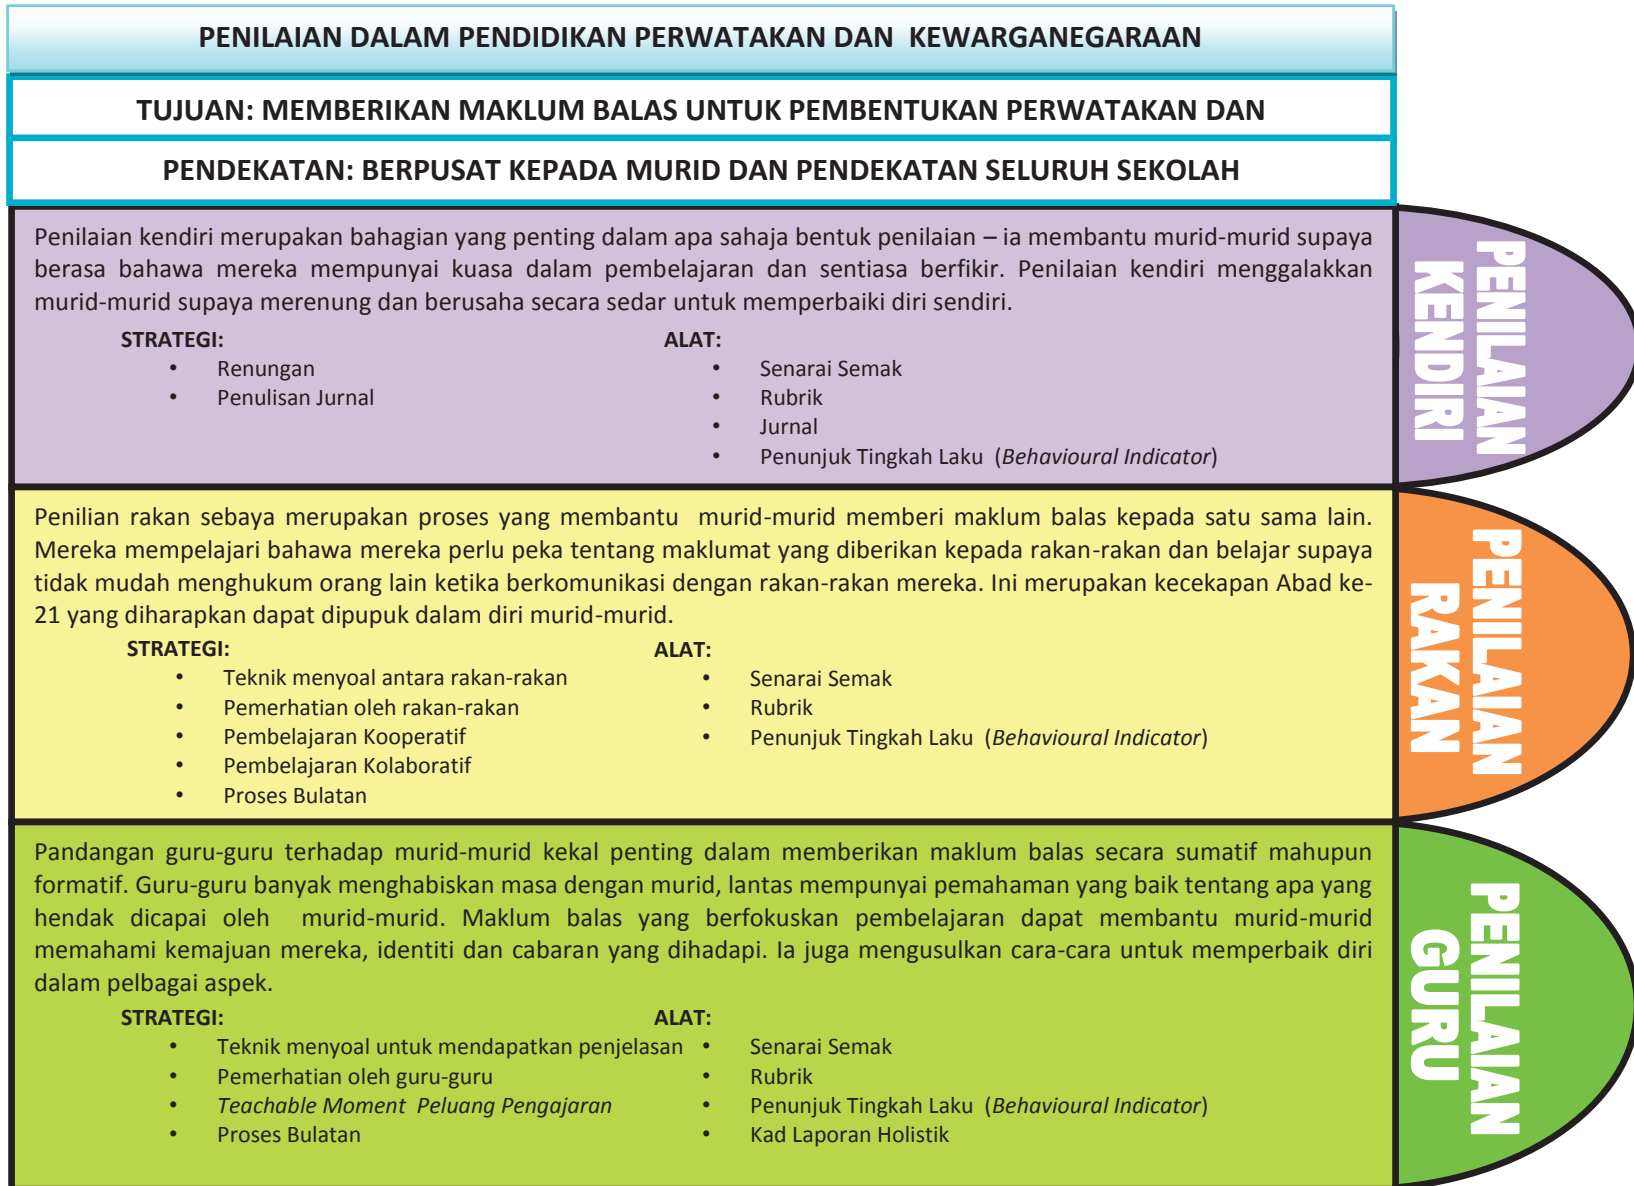 PENILAIAN DALAM PENDIDIKAN PERWATAKAN DAN KEWARGANEGARAAN
TUJUAN: MEMBERIKAN MAKLUM BALAS UNTUK PEMBENTUKAN PERWATAKAN DAN
PENDEKATAN: BERPUSAT KEPADA MURID DAN PENDEKATAN SELURUH SEKOLAH
Penilaian kendiri merupakan bahagian yang penting dalam apa sahaja bentuk penilaian – ia membantu murid-murid supaya
berasa bahawa mereka mempunyai kuasa dalam pembelajaran dan sentiasa berfikir. Penilaian kendiri menggalakkan
murid-murid supaya merenung dan berusaha secara sedar untuk memperbaiki diri sendiri.
STRATEGI:
• Renungan
• Penulisan Jurnal
ALAT:
• Senarai Semak
• Rubrik
• Jurnal
• Penunjuk Tingkah Laku (Behavioural Indicator)
PENILAIAN
KENDIRI
Penilian rakan sebaya merupakan proses yang membantu murid-murid memberi maklum balas kepada satu sama lain.
Mereka mempelajari bahawa mereka perlu peka tentang maklumat yang diberikan kepada rakan-rakan dan belajar supaya
tidak mudah menghukum orang lain ketika berkomunikasi dengan rakan-rakan mereka. Ini merupakan kecekapan Abad ke-
21 yang diharapkan dapat dipupuk dalam diri murid-murid.
STRATEGI:
• Teknik menyoal antara rakan-rakan
• Pemerhatian oleh rakan-rakan
• Pembelajaran Kooperatif
• Pembelajaran Kolaboratif
• Proses Bulatan
ALAT:
• Senarai Semak
• Rubrik
• Penunjuk Tingkah Laku (Behavioural Indicator)
PENILAIAN
RAKAN
Pandangan guru-guru terhadap murid-murid kekal penting dalam memberikan maklum balas secara sumatif mahupun
formatif. Guru-guru banyak menghabiskan masa dengan murid, lantas mempunyai pemahaman yang baik tentang apa yang
hendak dicapai oleh murid-murid. Maklum balas yang berfokuskan pembelajaran dapat membantu murid-murid
memahami kemajuan mereka, identiti dan cabaran yang dihadapi. Ia juga mengusulkan cara-cara untuk memperbaik diri
dalam pelbagai aspek.
STRATEGI:
• Teknik menyoal untuk mendapatkan penjelasan
• Pemerhatian oleh guru-guru
• Teachable Moment Peluang Pengajaran
• Proses Bulatan
ALAT:
• Senarai Semak
• Rubrik
• Penunjuk Tingkah Laku (Behavioural Indicator)
• Kad Laporan Holistik
PENILAIAN
GURU